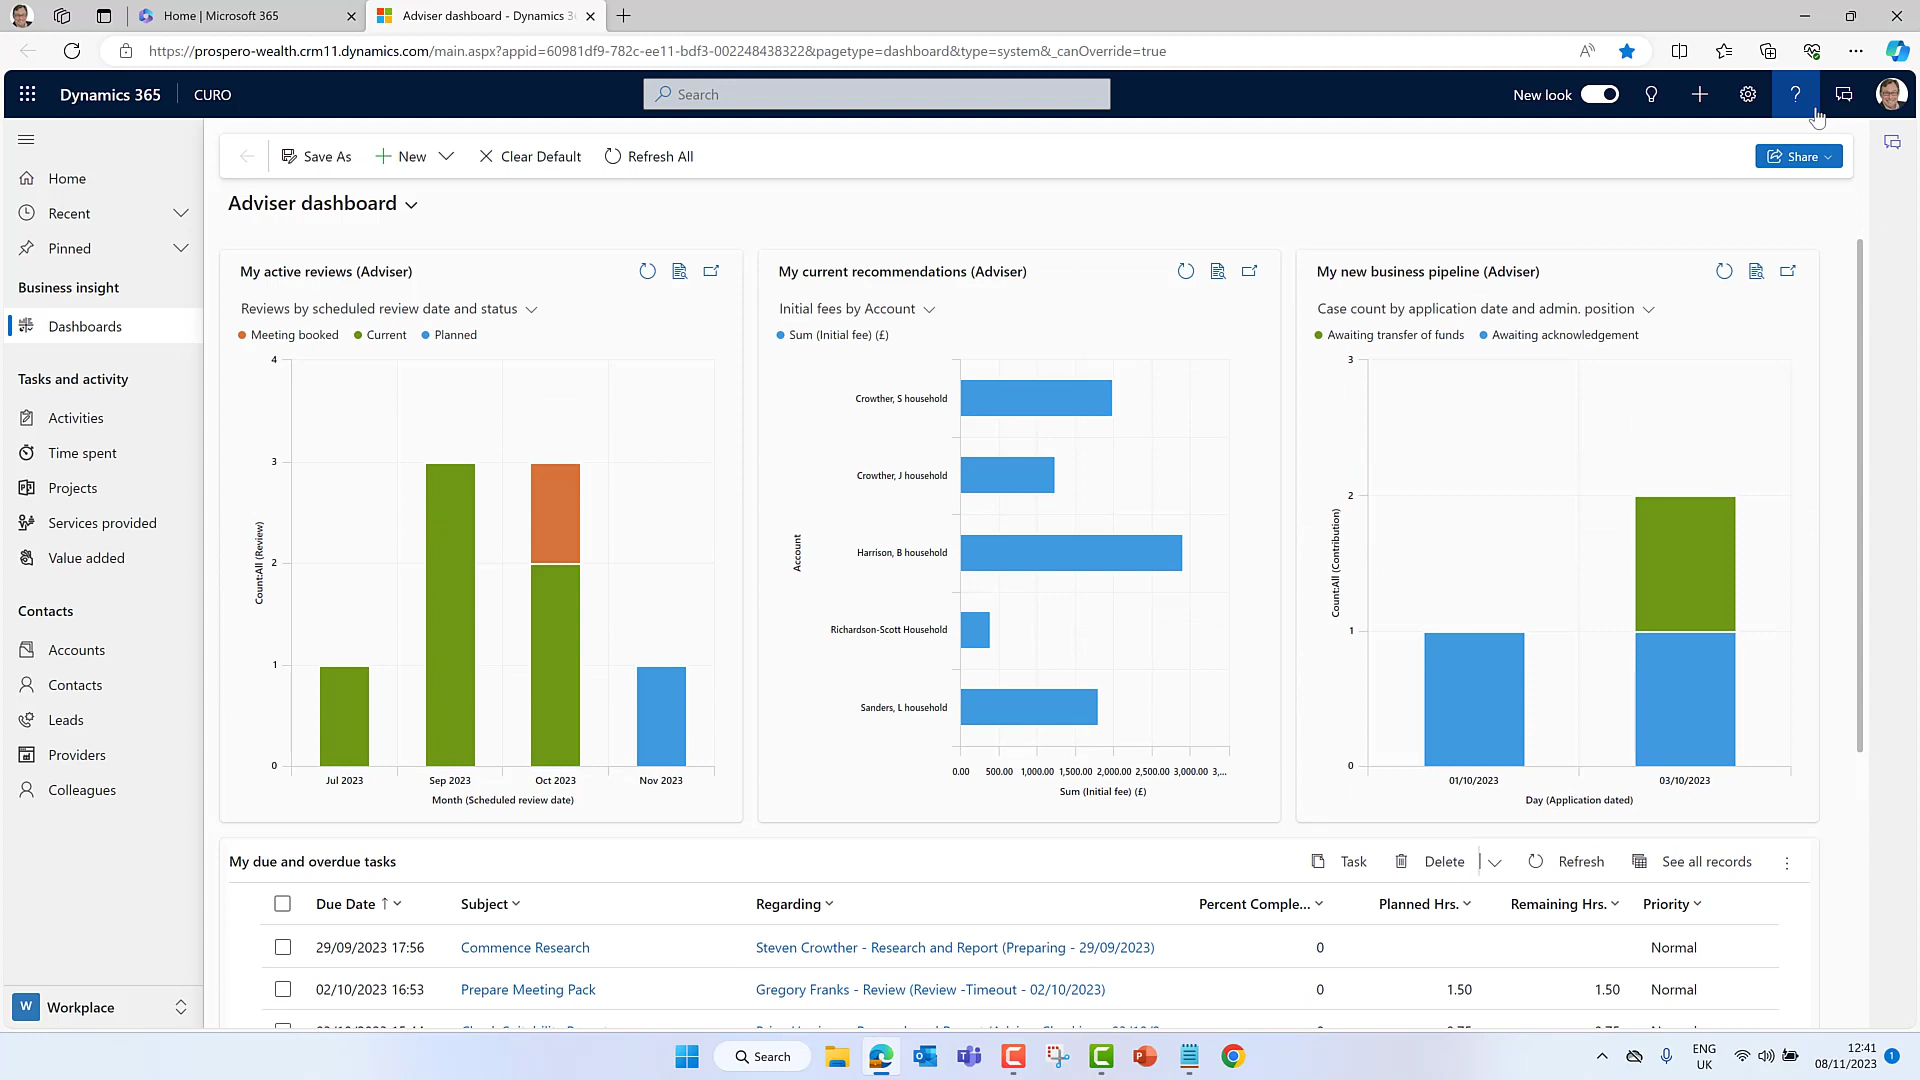 Home | Microsoft 365
Adviser dashboard - Dynamics 36
https://prospero-wealth.crm11.dynamics.com/main.aspx?appid=60981df9-782c-ee11-bdf3-002248438322&pagetype=dashboard&type=system&_canOverride=true
Dynamics 365
CURO
Search
New look
Save As
New
Clear Default
Refresh All
Share
Home
Recent
Pinned
Business insight
Dashboards
Tasks and activity
Activities
Time spent
Projects
Services provided
Value added
Contacts
Accounts
Contacts
Leads
Providers
Colleagues
W Workplace
Adviser dashboard
My active reviews (Adviser)
Reviews by scheduled review date and status
Meeting booked Current Planned
Count:All (Review)
4
3
2
1
0
Jul 2023 Sep 2023 Oct 2023 Nov 2023
Month (Scheduled review date)
My current recommendations (Adviser)
Initial fees by Account
Sum (Initial fee) (£)
Account
Crowther, S household
Crowther, J household
Harrison, B household
Richardson-Scott Household
Sanders, L household
0.00 500.00 1,000.00 1,500.00 2,000.00 2,500.00 3,000.00 3,...
Sum (Initial fee) (£)
My new business pipeline (Adviser)
Case count by application date and admin. position
Awaiting transfer of funds Awaiting acknowledgement
Count:All (Contribution)
3
2
1
0
01/10/2023 03/10/2023
Day (Application dated)
My due and overdue tasks
Task Delete Refresh See all records
Due Date ↑ Subject Regarding Percent Comple... Planned Hrs. Remaining Hrs. Priority
29/09/2023 17:56 Commence Research Steven Crowther - Research and Report (Preparing - 29/09/2023) 0 Normal
02/10/2023 16:53 Prepare Meeting Pack Gregory Franks - Review (Review -Timeout - 02/10/2023) 0 1.50 1.50 Normal
Search
ENG
UK
12:41
08/11/2023
1